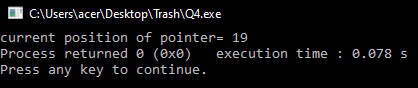 C:\Users\acer\Desktop\Trash\Q4.exe
current position of pointer= 19
Process returned 0 (0x0)   execution time : 0.078 s
Press any key to continue.